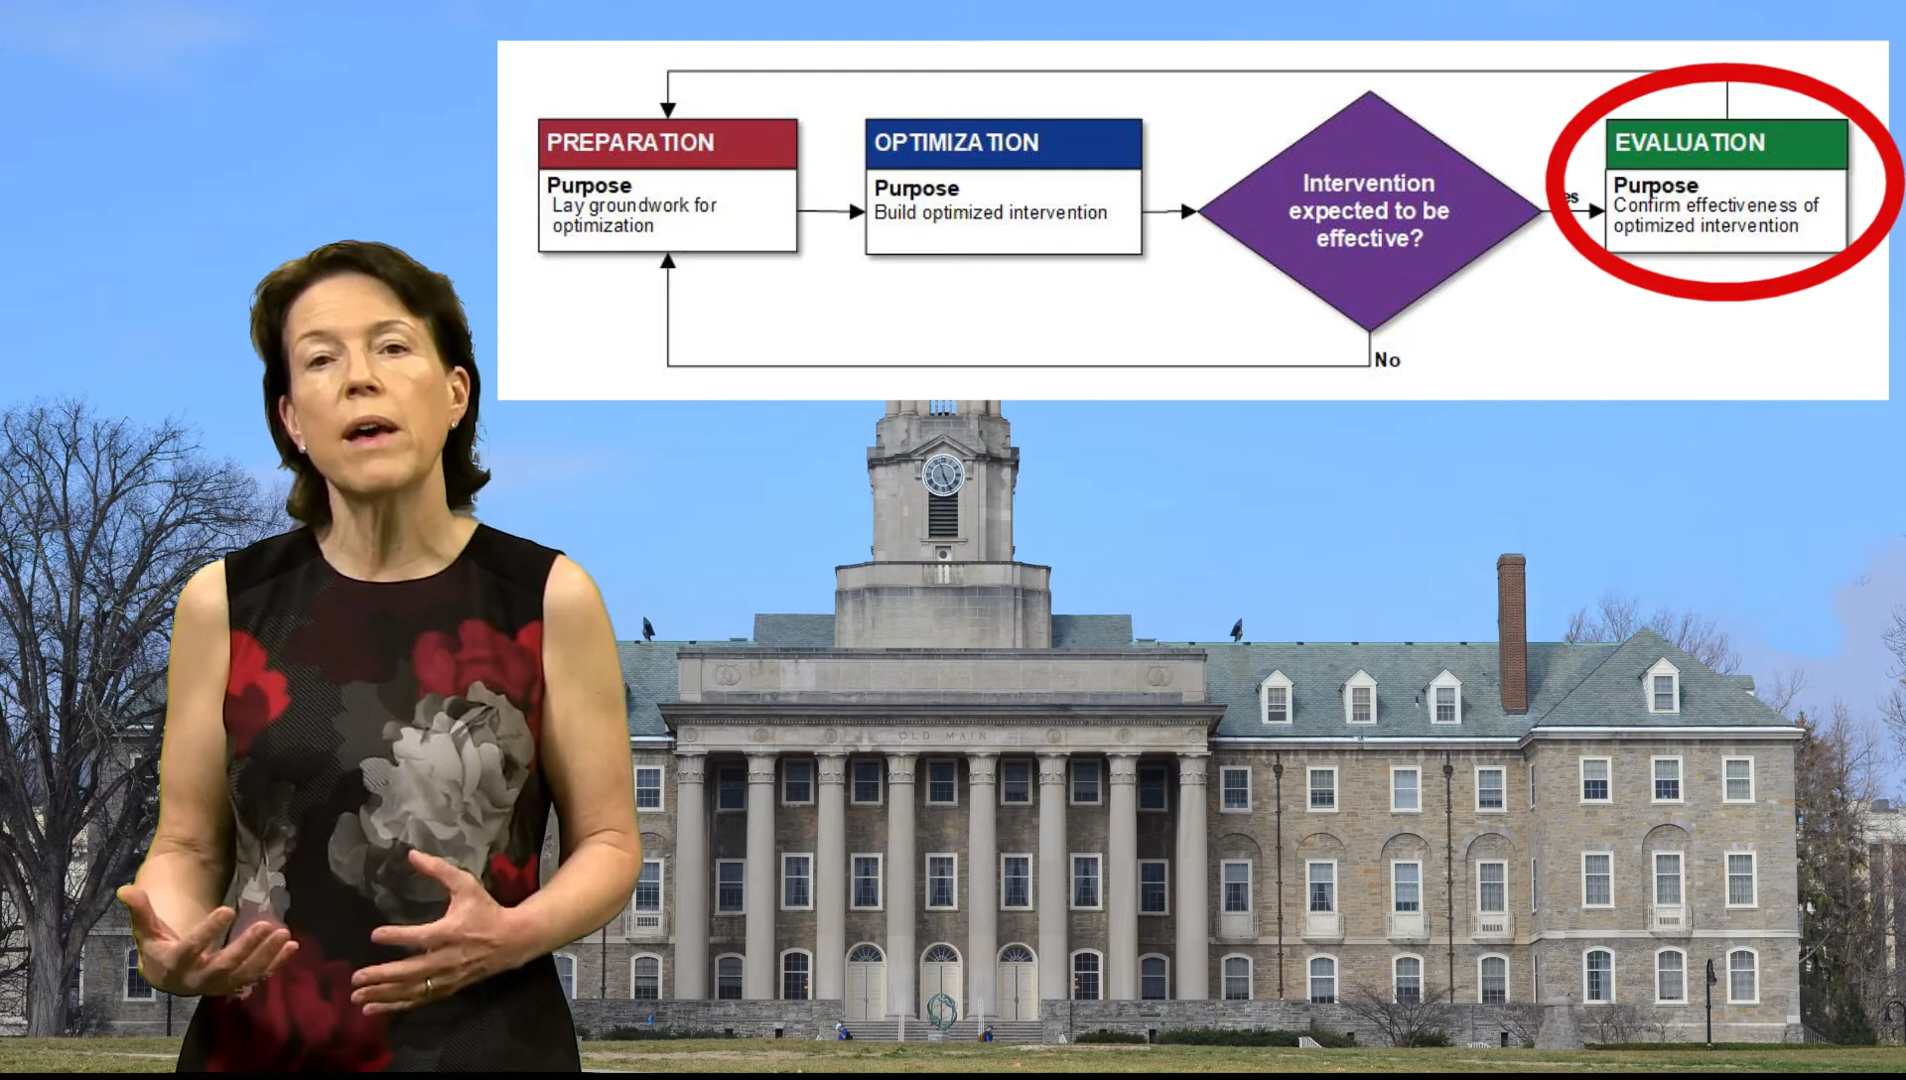 PREPARATION
Purpose
Lay groundwork for
optimization
OPTIMIZATION
Purpose
Build optimized intervention
Intervention
expected to be
effective?
No
EVALUATION
Purpose
Confirm effectiveness of
optimized intervention
OLD MAIN